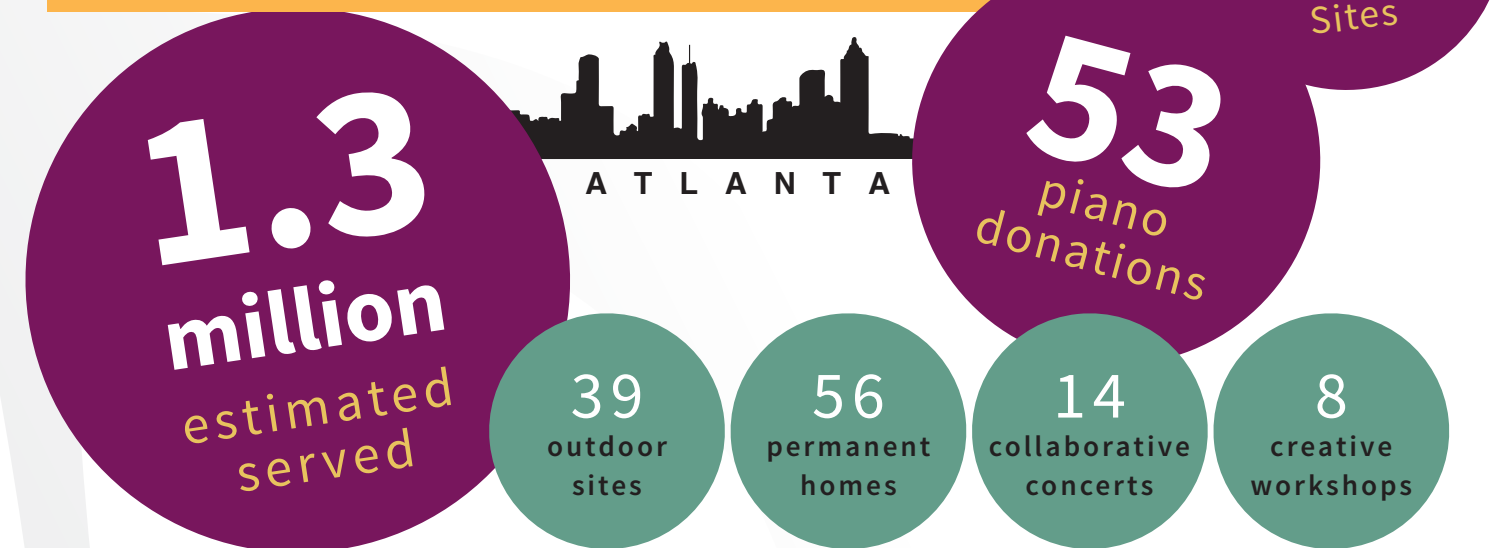 Sites
1.3
million
estimated
served
ATLANTA
53
piano
donations
39
outdoor
sites
56
permanent
homes
14
collaborative
concerts
8
creative
workshops